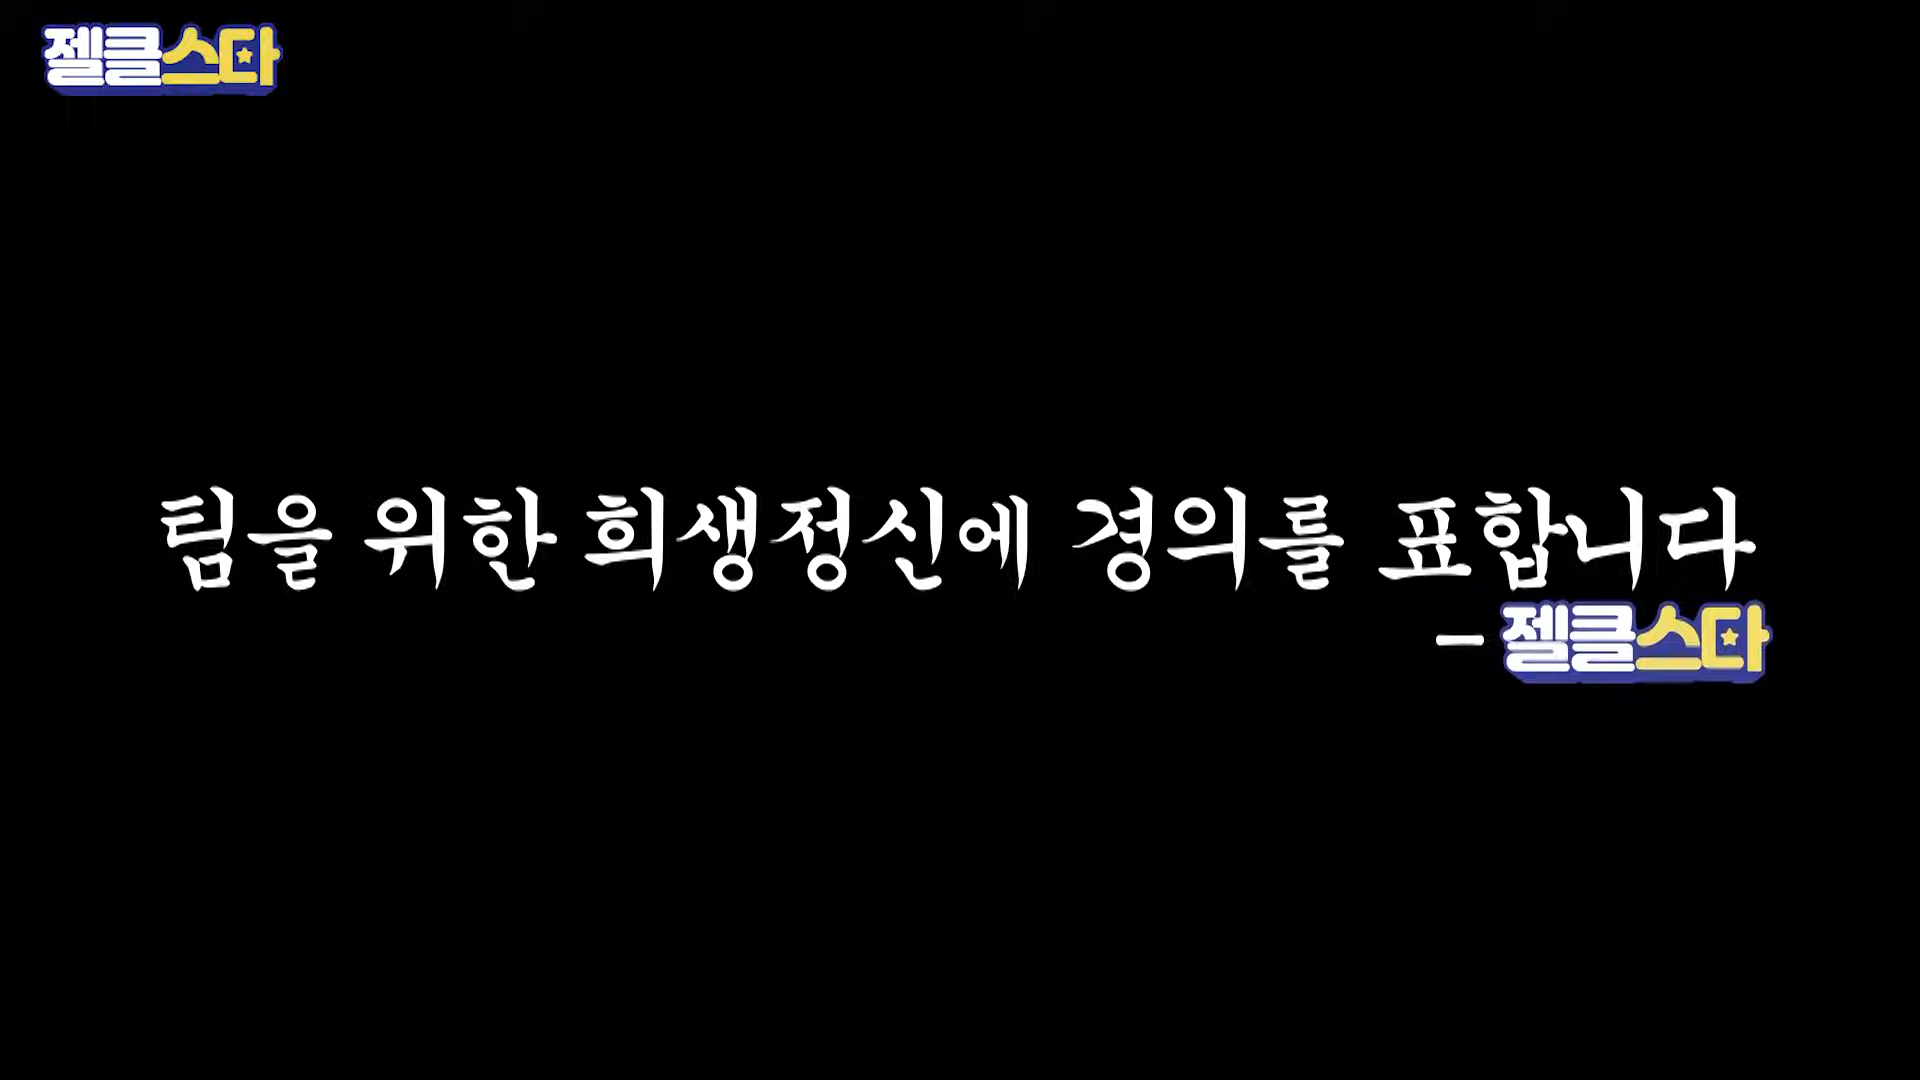 젤클스타
팀을 위한 희생정신에 경의를 표합니다
- 젤클스타